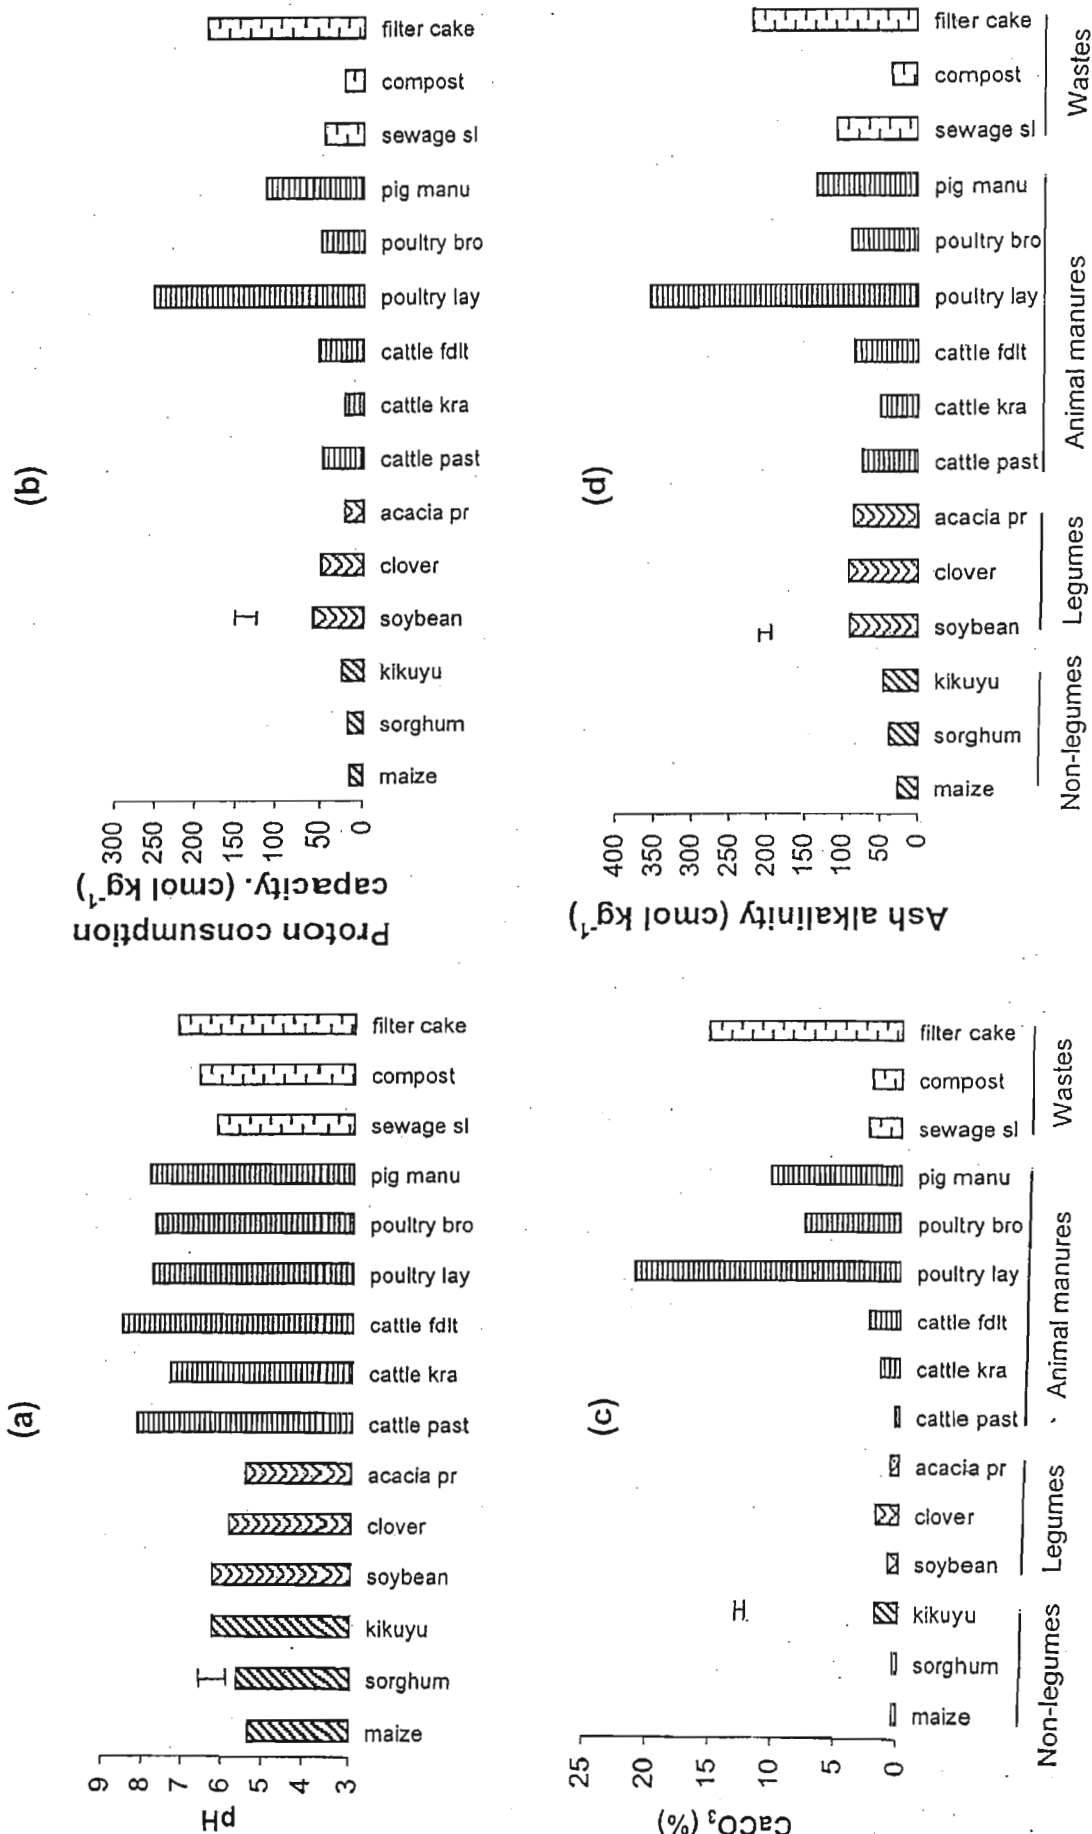 (a)
pH
9
8
7
6
5
4
3
maize
sorghum
kikuyu
soybean
clover
acacia pr
cattle past
cattle kra
cattle fdlt
poultry lay
poultry bro
pig manu
sewage sl
compost
filter cake
(b)
Proton consumption
capacity. (cmol kg-1)
300
250
200
150
100
50
0
maize
sorghum
kikuyu
soybean
clover
acacia pr
cattle past
cattle kra
cattle fdlt
poultry lay
poultry bro
pig manu
sewage sl
compost
filter cake
(c)
CaCO3 (%)
25
20
15
10
5
0
maize
sorghum
kikuyu
soybean
clover
acacia pr
cattle past
cattle kra
cattle fdlt
poultry lay
poultry bro
pig manu
sewage sl
compost
filter cake
Non-legumes
Legumes
Animal manures
Wastes
(d)
Ash alkalinity (cmol kg-1)
400
350
300
250
200
150
100
50
0
maize
sorghum
kikuyu
soybean
clover
acacia pr
cattle past
cattle kra
cattle fdlt
poultry lay
poultry bro
pig manu
sewage sl
compost
filter cake
Non-legumes
Legumes
Animal manures
Wastes